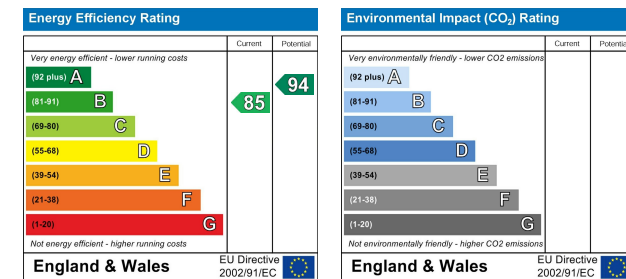 Energy Efficiency Rating
Current Potential
Very energy efficient - lower running costs
(92 plus) A
(81-91) B
(69-80) C
(55-68) D
(39-54) E
(21-38) F
(1-20) G
85
94
Not energy efficient - higher running costs
England & Wales
EU Directive
2002/91/EC
Environmental Impact (CO₂) Rating
Current Potential
Very environmentally friendly - lower CO2 emissions
(92 plus) A
(81-91) B
(69-80) C
(55-68) D
(39-54) E
(21-38) F
(1-20) G
Not environmentally friendly - higher CO2 emissions
England & Wales
EU Directive
2002/91/EC